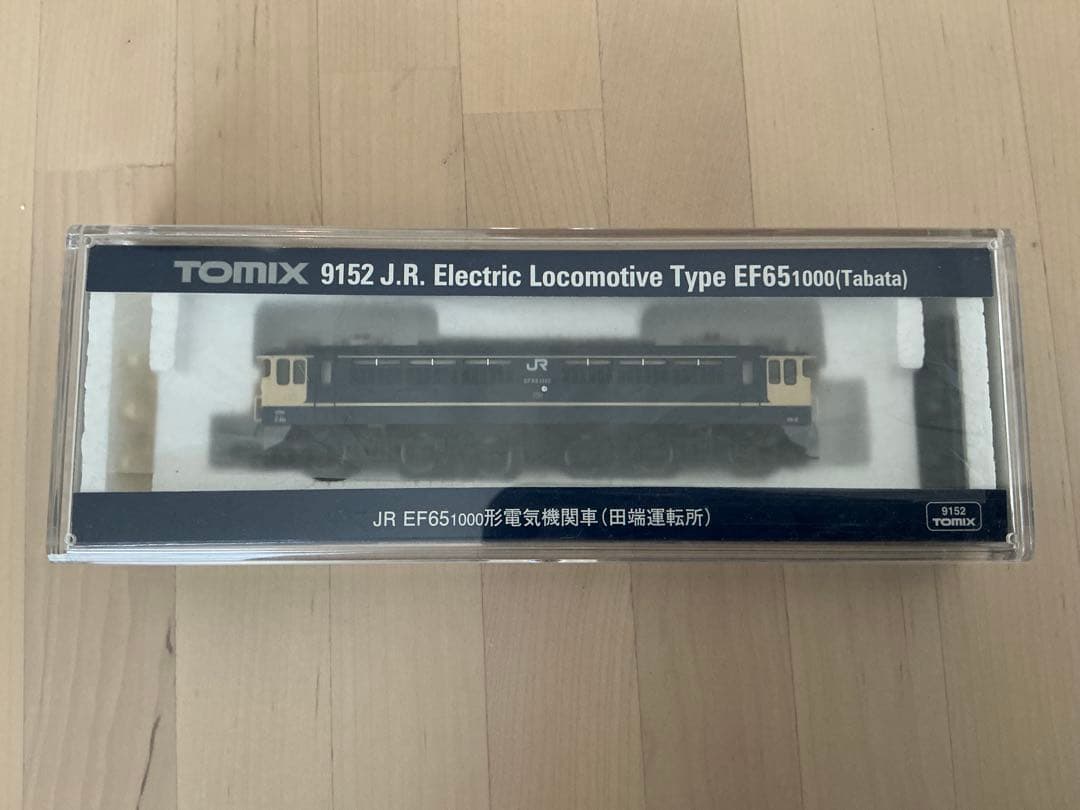 TOMIX 9152 J.R. Electric Locomotive Type EF651000(Tabata)
JR
JR EF651000形電気機関車(田端運転所)
9152
TOMIX